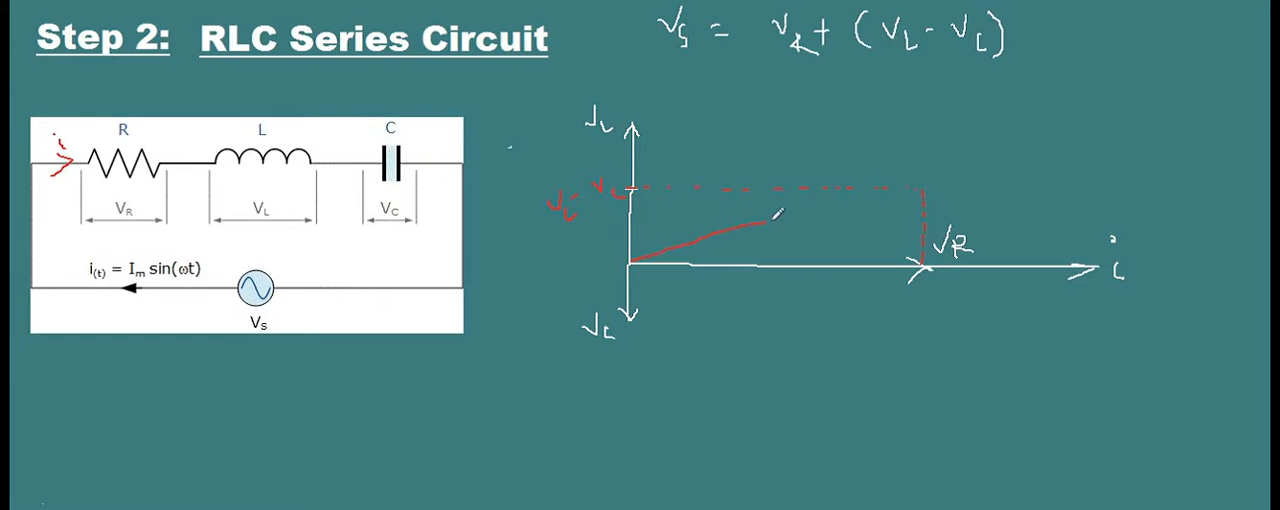 Step 2: RLC Series Circuit
VS = VR + (VL - VC)
i
R L C
VR VL VC
i(t) = Im sin(ωt)
VS
VL
VL - VC
VR
i
VC